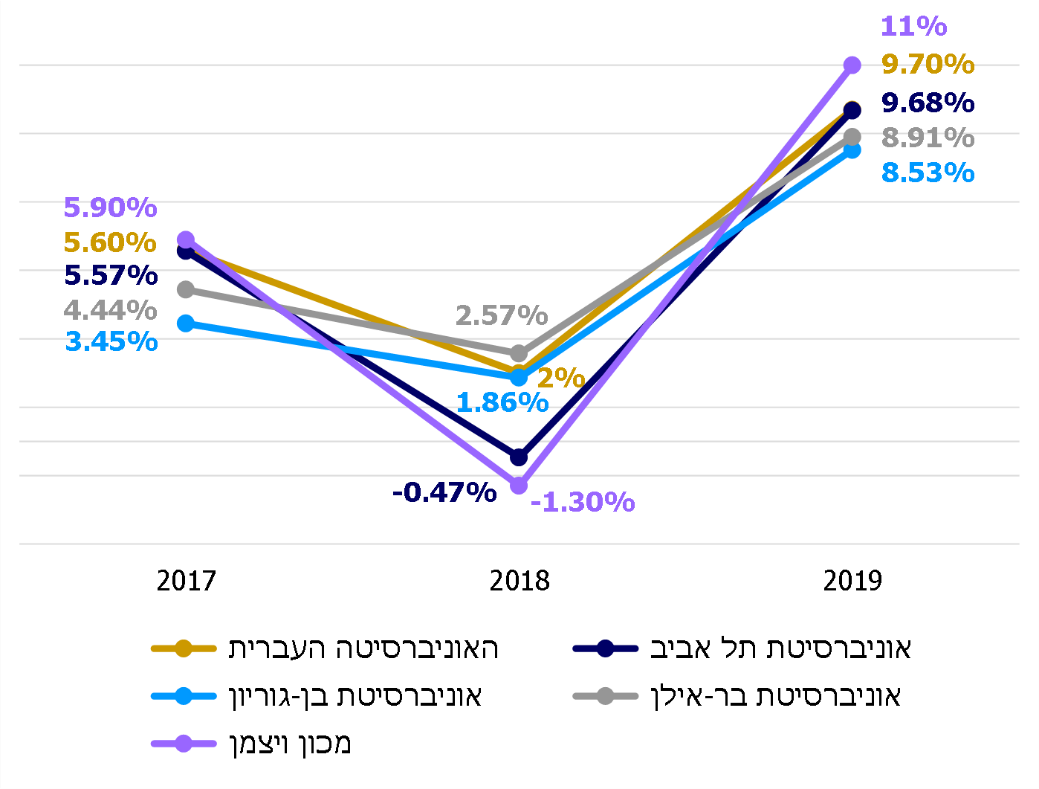 11%
9.70%
9.68%
8.91%
8.53%
5.90%
5.60%
5.57%
4.44%
3.45%
2.57%
2%
1.86%
-0.47%
-1.30%
2017 2018 2019
האוניברסיטה העברית
אוניברסיטת תל אביב
אוניברסיטת בן-גוריון
אוניברסיטת בר-אילן
מכון ויצמן